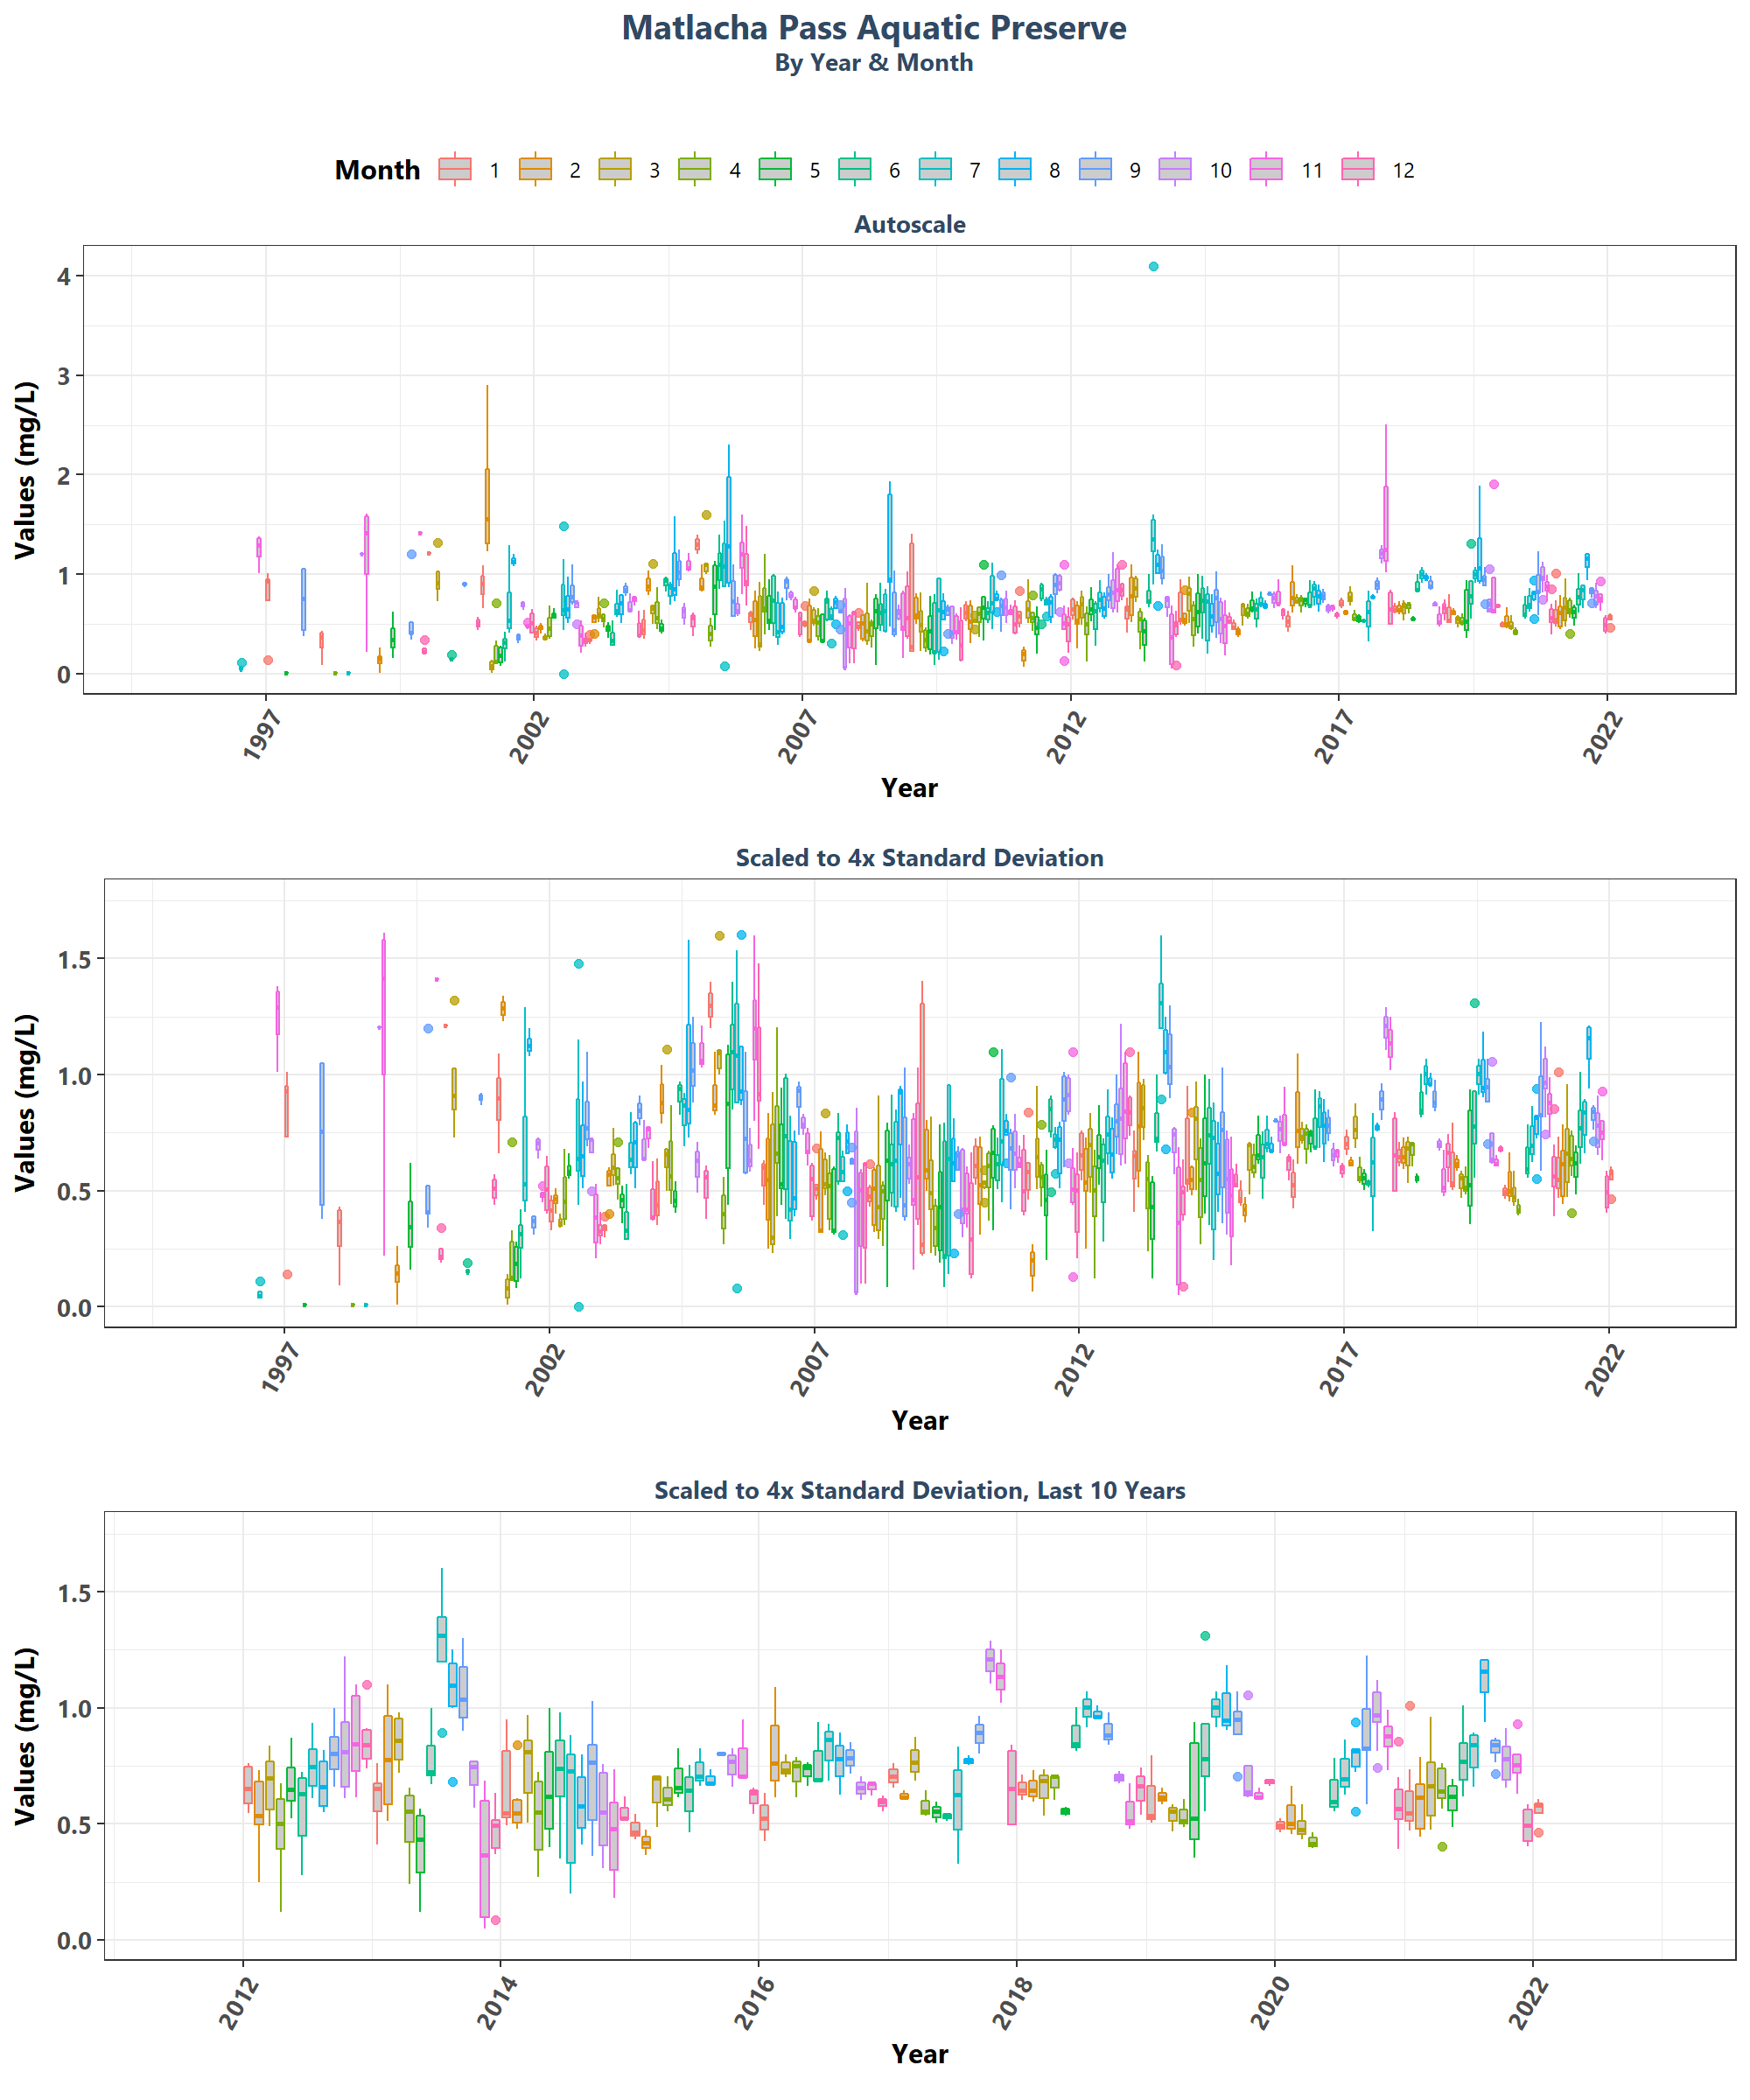 Matlacha Pass Aquatic Preserve
By Year & Month
Month 1 2 3 4 5 6 7 8 9 10 11 12
Autoscale
Values (mg/L)
4
3
2
1
0
1997 2002 2007 2012 2017 2022
Year
Scaled to 4x Standard Deviation
Values (mg/L)
1.5
1.0
0.5
0.0
1997 2002 2007 2012 2017 2022
Year
Scaled to 4x Standard Deviation, Last 10 Years
Values (mg/L)
1.5
1.0
0.5
0.0
2012 2014 2016 2018 2020 2022
Year